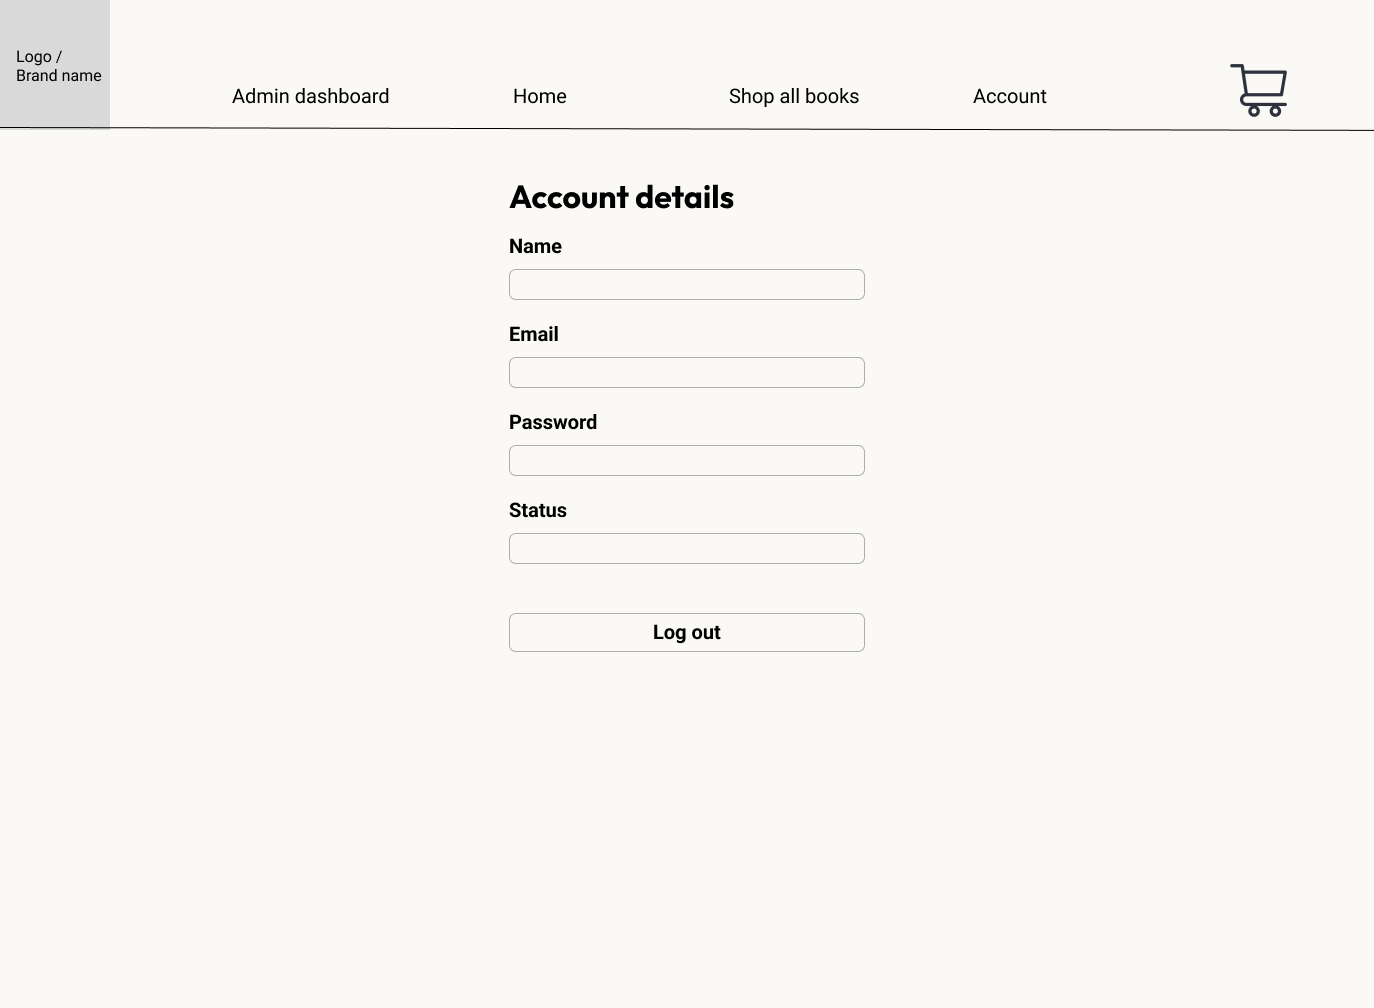 Logo /
Brand name
Admin dashboard
Home
Shop all books
Account
Account details
Name
Email
Password
Status
Log out